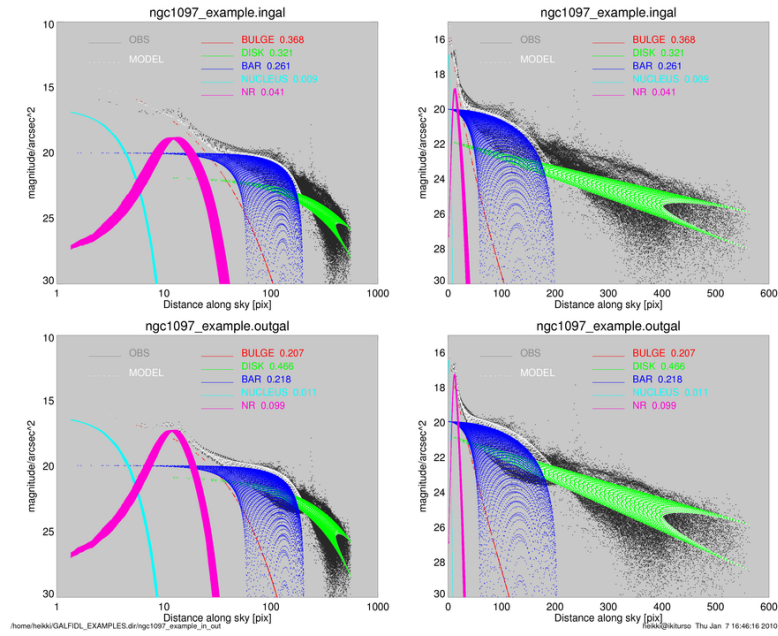 ngc1097_example.ingal
10
15
20
25
30
magnitude/arcsec^2
OBS
MODEL
BULGE 0.368
DISK 0.321
BAR 0.261
NUCLEUS 0.009
NR 0.041
1 10 100 1000
Distance along sky [pix]
ngc1097_example.ingal
16
18
20
22
24
26
28
30
magnitude/arcsec^2
OBS
MODEL
BULGE 0.368
DISK 0.321
BAR 0.261
NUCLEUS 0.009
NR 0.041
0 100 200 300 400 500 600
Distance along sky [pix]
ngc1097_example.outgal
10
15
20
25
30
magnitude/arcsec^2
OBS
MODEL
BULGE 0.207
DISK 0.466
BAR 0.218
NUCLEUS 0.011
NR 0.099
1 10 100 1000
Distance along sky [pix]
ngc1097_example.outgal
16
18
20
22
24
26
28
30
magnitude/arcsec^2
OBS
MODEL
BULGE 0.207
DISK 0.466
BAR 0.218
NUCLEUS 0.011
NR 0.099
0 100 200 300 400 500 600
Distance along sky [pix]
/home/heikki/GALFIDL_EXAMPLES.dir/ngc1097_example_in_out
heikki@ikiturso Thu Jan 7 16:46:16 2010